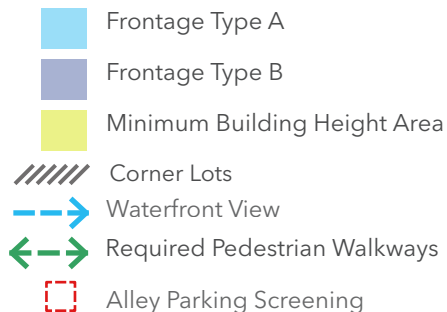 Frontage Type A
Frontage Type B
Minimum Building Height Area
Corner Lots
Waterfront View
Required Pedestrian Walkways
Alley Parking Screening